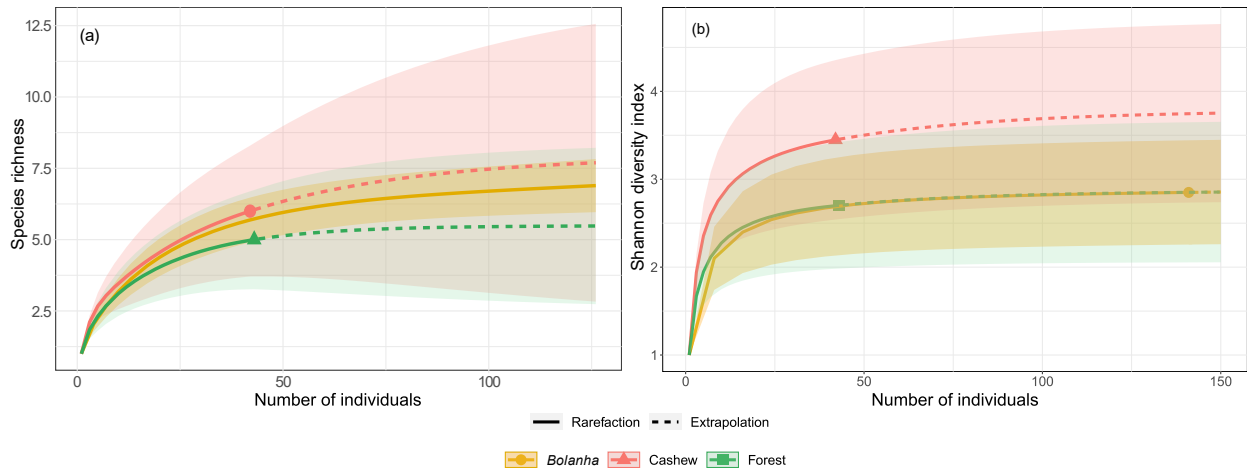 (a)
Species richness
12.5
10.0
7.5
5.0
2.5
0
50
100
Number of individuals
(b)
Shannon diversity index
4
3
2
1
0
50
100
150
Number of individuals
Rarefaction Extrapolation
Bolanha Cashew Forest